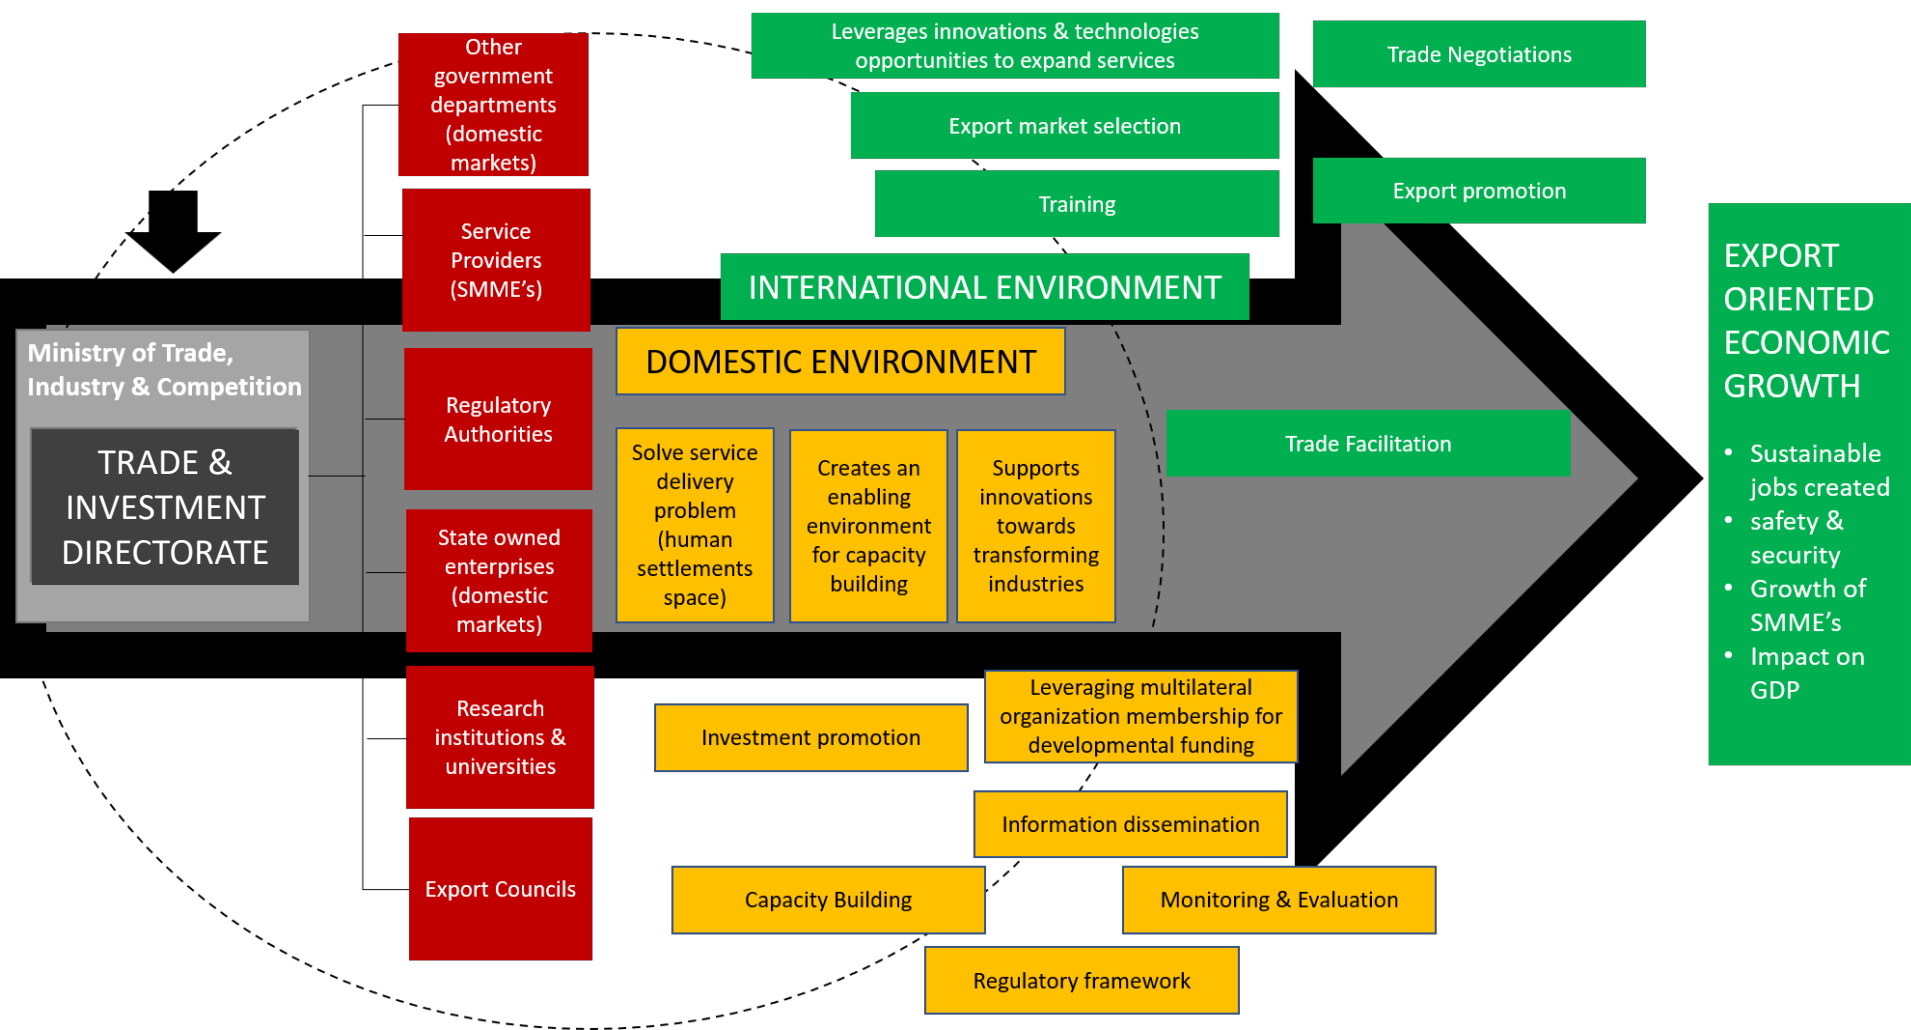 Other
government
departments
(domestic
markets)
Service
Providers
(SMME’s)
Regulatory
Authorities
State owned
enterprises
(domestic
markets)
Research
institutions &
universities
Export Councils
Ministry of Trade,
Industry & Competition
TRADE &
INVESTMENT
DIRECTORATE
Leverages innovations & technologies
opportunities to expand services
Export market selection
Training
INTERNATIONAL ENVIRONMENT
Trade Negotiations
Export promotion
DOMESTIC ENVIRONMENT
Solve service
delivery
problem
(human
settlements
space)
Creates an
enabling
environment
for capacity
building
Supports
innovations
towards
transforming
industries
Trade Facilitation
Investment promotion
Leveraging multilateral
organization membership for
developmental funding
Information dissemination
Capacity Building
Monitoring & Evaluation
Regulatory framework
EXPORT
ORIENTED
ECONOMIC
GROWTH
• Sustainable
jobs created
• safety &
security
• Growth of
SMME’s
• Impact on
GDP